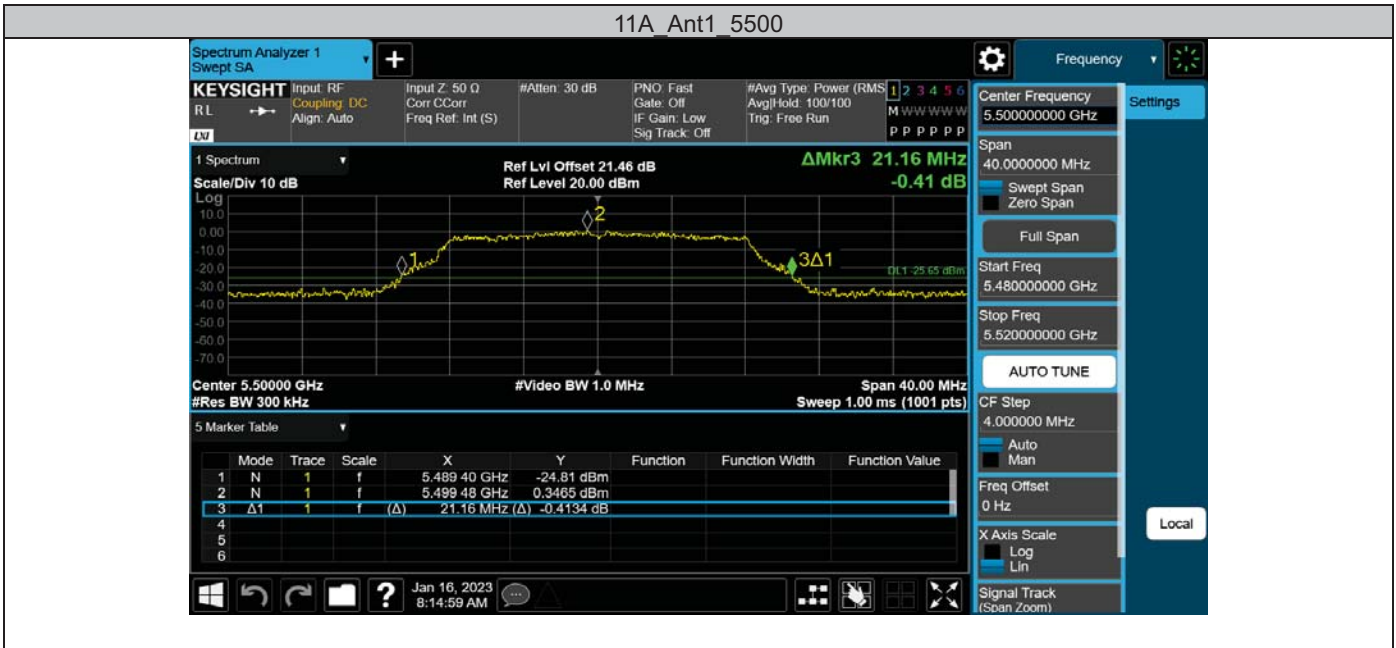 11A_Ant1_5500
Spectrum Analyzer 1
Swept SA
+
Frequency
KEYSIGHT
RL
LXI
Input: RF
Coupling: DC
Align: Auto
Input Z: 50 Ω
Corr CCorr
Freq Ref: Int (S)
#Atten: 30 dB
PNO: Fast
Gate: Off
IF Gain: Low
Sig Track: Off
#Avg Type: Power (RMS
Avg|Hold: 100/100
Trig: Free Run
1 2 3 4 5 6
M W W W W W
P P P P P P
Settings
1 Spectrum
Scale/Div 10 dB
Ref Lvl Offset 21.46 dB
Ref Level 20.00 dBm
ΔMkr3 21.16 MHz
-0.41 dB
Log
10.0
0.00
-10.0
-20.0
-30.0
-40.0
-50.0
-60.0
-70.0
1
2
3Δ1
DL1 -25.65 dBm
Center 5.50000 GHz
#Res BW 300 kHz
#Video BW 1.0 MHz
Span 40.00 MHz
Sweep 1.00 ms (1001 pts)
5 Marker Table
Mode Trace Scale X Y Function Function Width Function Value
1 N 1 f 5.489 40 GHz -24.81 dBm
2 N 1 f 5.499 48 GHz 0.3465 dBm
3 Δ1 1 f (Δ) 21.16 MHz (Δ) -0.4134 dB
4
5
6
Center Frequency
5.500000000 GHz
Span
40.0000000 MHz
Swept Span
Zero Span
Full Span
Start Freq
5.480000000 GHz
Stop Freq
5.520000000 GHz
AUTO TUNE
CF Step
4.000000 MHz
Auto
Man
Freq Offset
0 Hz
X Axis Scale
Log
Lin
Signal Track
(Span Zoom)
Local
?
Jan 16, 2023
8:14:59 AM